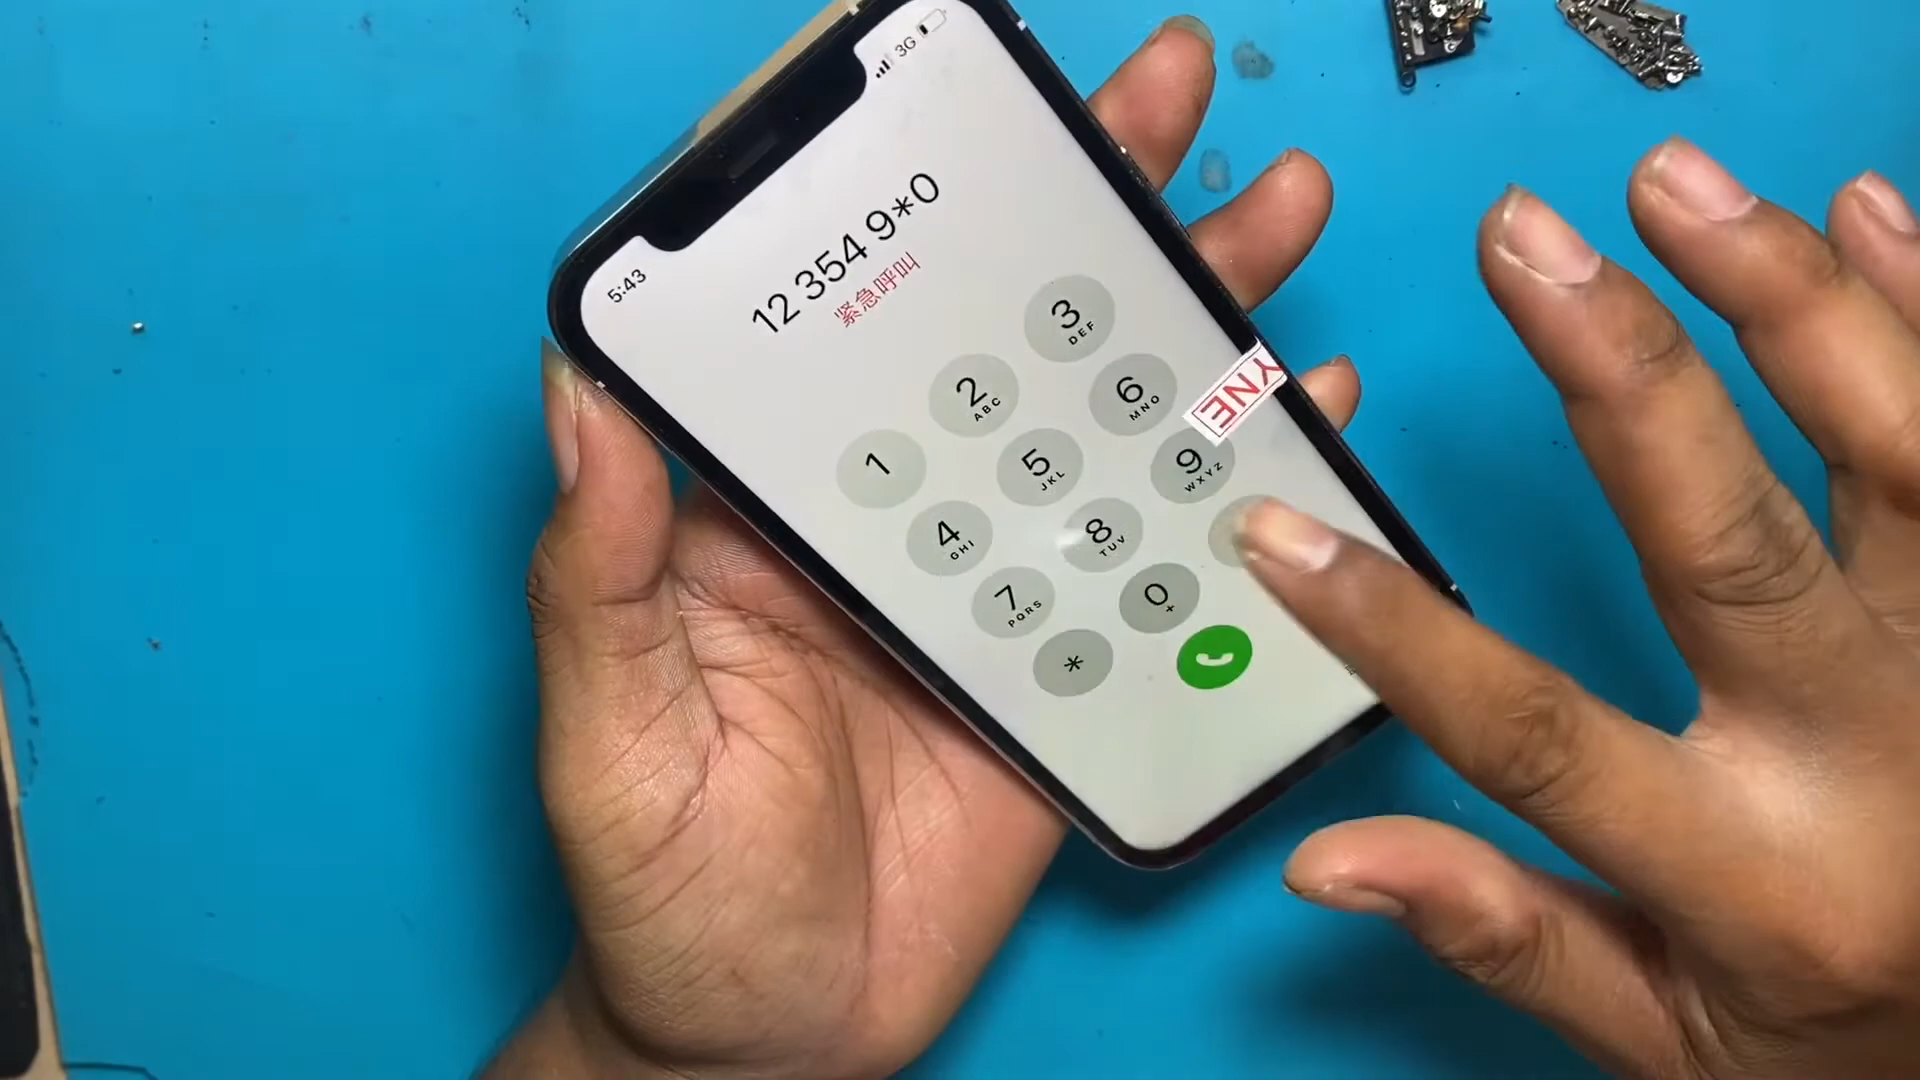 5:43
3G
12 354 9*0
紧急呼叫
1
2
ABC
3
DEF
4
GHI
5
JKL
6
MNO
7
PQRS
8
TUV
9
WXYZ
*
0
+
YNE